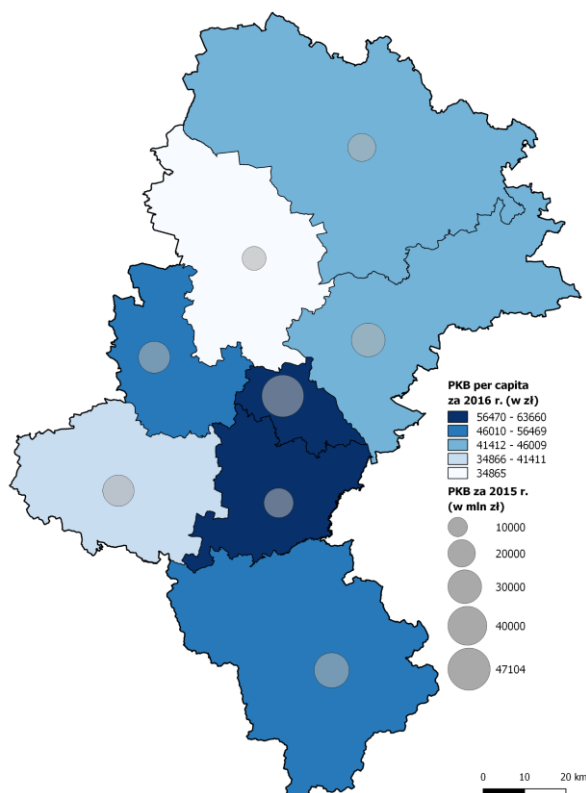 PKB per capita
za 2016 r. (w zł)
56470 - 63660
46010 - 56469
41412 - 46009
34866 - 41411
34865
PKB za 2015 r.
(w mln zł)
10000
20000
30000
40000
47104
0 10 20 km